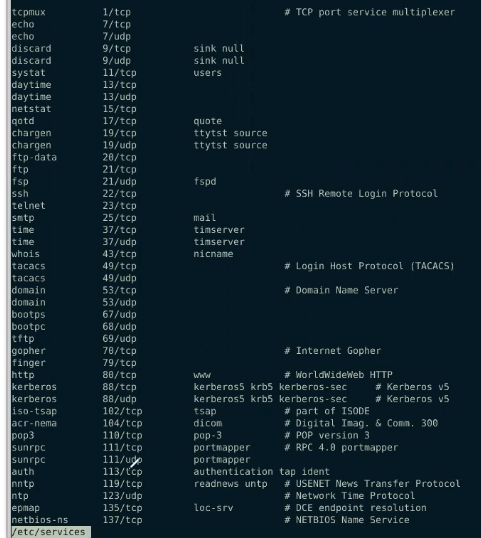 tcpmux 1/tcp # TCP port service multiplexer
echo 7/tcp
echo 7/udp
discard 9/tcp sink null
discard 9/udp sink null
systat 11/tcp users
daytime 13/tcp
daytime 13/udp
netstat 15/tcp
qotd 17/tcp quote
chargen 19/tcp ttytst source
chargen 19/udp ttytst source
ftp-data 20/tcp
ftp 21/tcp
fsp 21/udp fspd
ssh 22/tcp # SSH Remote Login Protocol
telnet 23/tcp
smtp 25/tcp mail
time 37/tcp timserver
time 37/udp timserver
whois 43/tcp nicname
tacacs 49/tcp # Login Host Protocol (TACACS)
tacacs 49/udp
domain 53/tcp # Domain Name Server
domain 53/udp
bootps 67/udp
bootpc 68/udp
tftp 69/udp
gopher 70/tcp # Internet Gopher
finger 79/tcp
http 80/tcp www # WorldWideWeb HTTP
kerberos 88/tcp kerberos5 krb5 kerberos-sec # Kerberos v5
kerberos 88/udp kerberos5 krb5 kerberos-sec # Kerberos v5
iso-tsap 102/tcp tsap # part of ISODE
acr-nema 104/tcp dicom # Digital Imag. & Comm. 300
pop3 110/tcp pop-3 # POP version 3
sunrpc 111/tcp portmapper # RPC 4.0 portmapper
sunrpc 111/udp portmapper
auth 113/tcp authentication tap ident
nntp 119/tcp readnews untp # USENET News Transfer Protocol
ntp 123/udp # Network Time Protocol
epmap 135/tcp loc-srv # DCE endpoint resolution
netbios-ns 137/tcp # NETBIOS Name Service
/etc/services